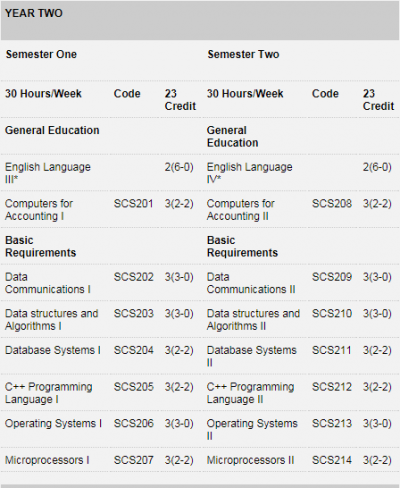 YEAR TWO
Semester One Semester Two
30 Hours/Week Code 23 Credit 30 Hours/Week Code 23 Credit
General Education General Education
English Language III* 2(6-0) English Language IV* 2(6-0)
Computers for Accounting I SCS201 3(2-2) Computers for Accounting II SCS208 3(2-2)
Basic Requirements Basic Requirements
Data Communications I SCS202 3(3-0) Data Communications II SCS209 3(3-0)
Data structures and Algorithms I SCS203 3(3-0) Data structures and Algorithms II SCS210 3(3-0)
Database Systems I SCS204 3(2-2) Database Systems II SCS211 3(2-2)
C++ Programming Language I SCS205 3(2-2) C++ Programming Language II SCS212 3(2-2)
Operating Systems I SCS206 3(3-0) Operating Systems II SCS213 3(3-0)
Microprocessors I SCS207 3(2-2) Microprocessors II SCS214 3(2-2)